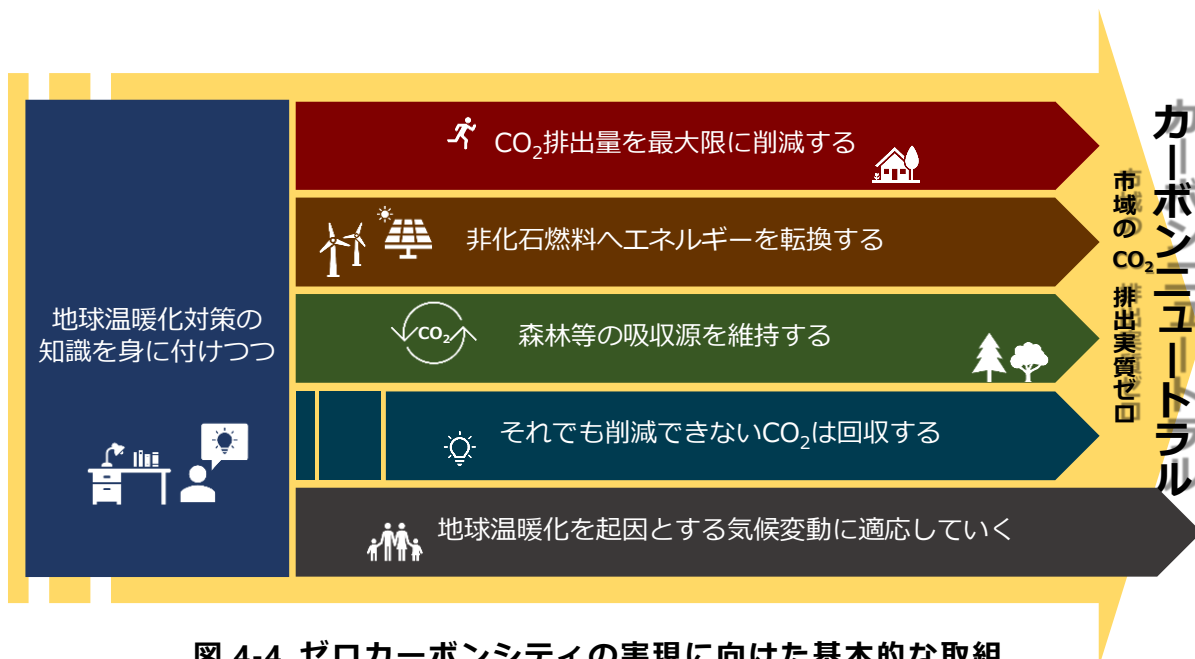 地球温暖化対策の
知識を身に付けつつ
CO₂排出量を最大限に削減する
非化石燃料へエネルギーを転換する
CO₂
森林等の吸収源を維持する
それでも削減できないCO₂は回収する
地球温暖化を起因とする気候変動に適応していく
市域の CO₂ 排出実質ゼロ
カーボンニュートラル
図 4-4 ゼロカーボンシティの実現に向けた基本的な取組